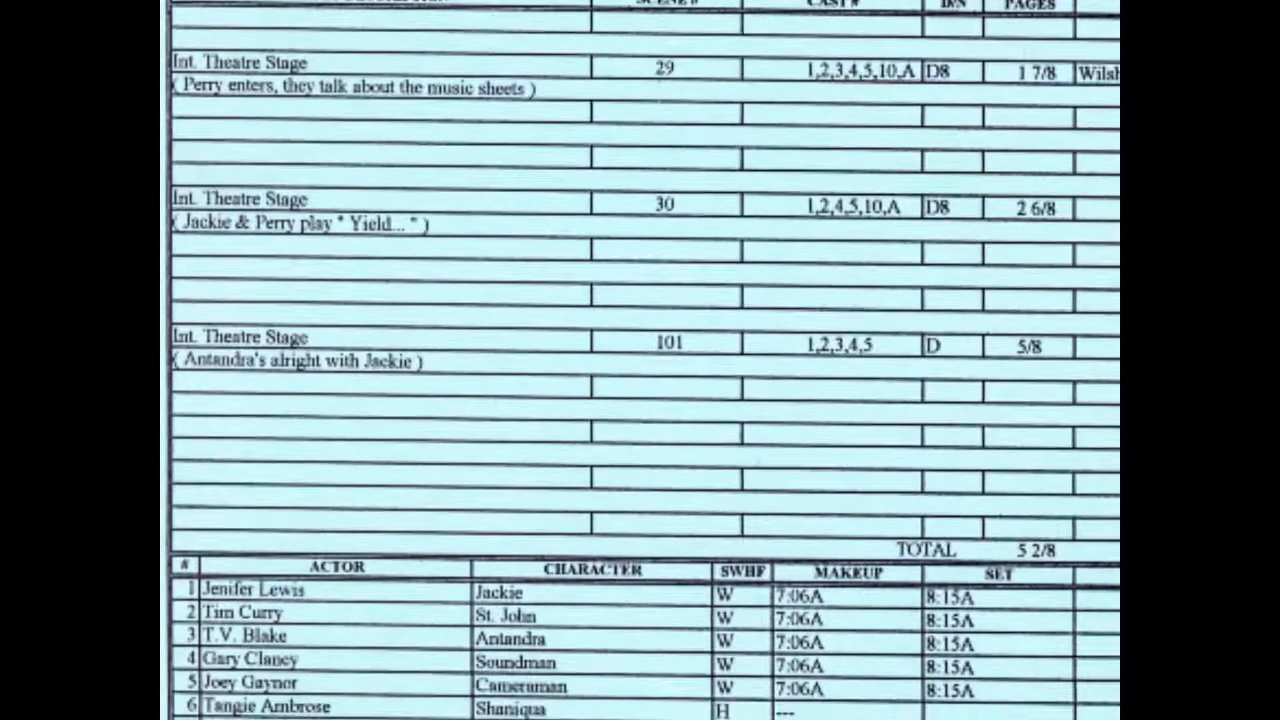 SCENE # CAST # D/N PAGES
Int. Theatre Stage 29 1,2,3,4,5,10,A D8 1 7/8 Wilsh
( Perry enters, they talk about the music sheets )
Int. Theatre Stage 30 1,2,4,5,10,A D8 2 6/8
( Jackie & Perry play " Yield... " )
Int. Theatre Stage 101 1,2,3,4,5 D 5/8
( Antandra's alright with Jackie )
TOTAL 5 2/8
# ACTOR CHARACTER SWHF MAKEUP SET
1 Jenifer Lewis Jackie W 7:06A 8:15A
2 Tim Curry St. John W 7:06A 8:15A
3 T.V. Blake Antandra W 7:06A 8:15A
4 Gary Clancy Soundman W 7:06A 8:15A
5 Joey Gaynor Cameraman W 7:06A 8:15A
6 Tangie Ambrose Shaniqua H ---